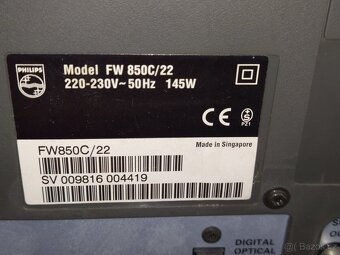 PHILIPS
Model FW 850C/22
220-230V~50Hz 145W
CE
PZ1
Made in Singapore
FW850C/22
SV 009816 004419
DIGITAL
OPTICAL